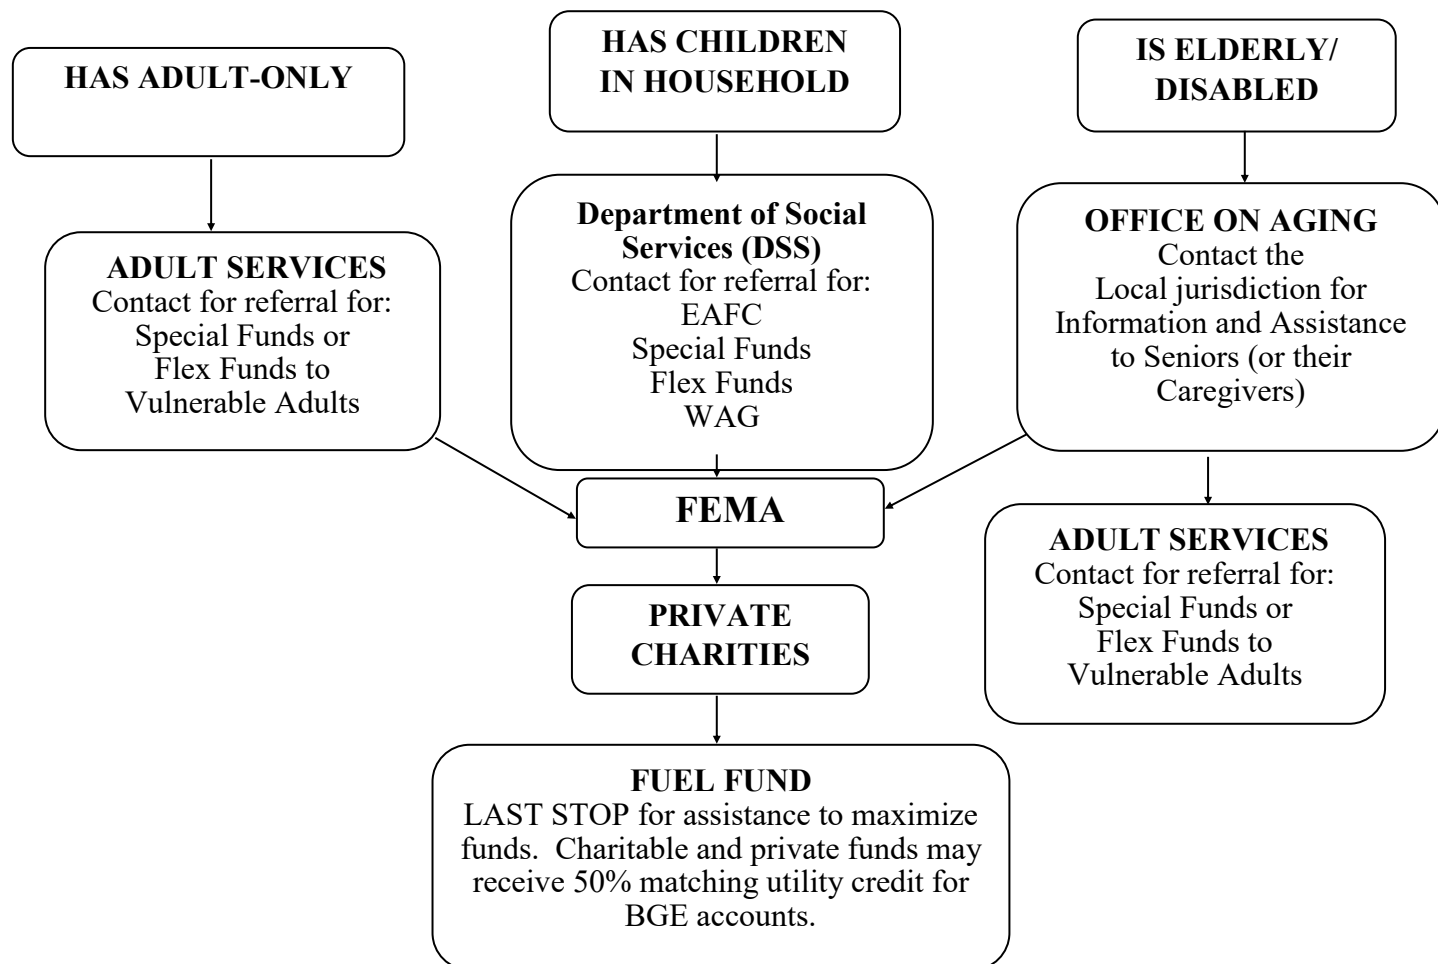 HAS ADULT-ONLY
HAS CHILDREN
IN HOUSEHOLD
IS ELDERLY/
DISABLED
ADULT SERVICES
Contact for referral for:
Special Funds or
Flex Funds to
Vulnerable Adults
Department of Social
Services (DSS)
Contact for referral for:
EAFC
Special Funds
Flex Funds
WAG
OFFICE ON AGING
Contact the
Local jurisdiction for
Information and Assistance
to Seniors (or their
Caregivers)
FEMA
ADULT SERVICES
Contact for referral for:
Special Funds or
Flex Funds to
Vulnerable Adults
PRIVATE
CHARITIES
FUEL FUND
LAST STOP for assistance to maximize
funds.  Charitable and private funds may
receive 50% matching utility credit for
BGE accounts.